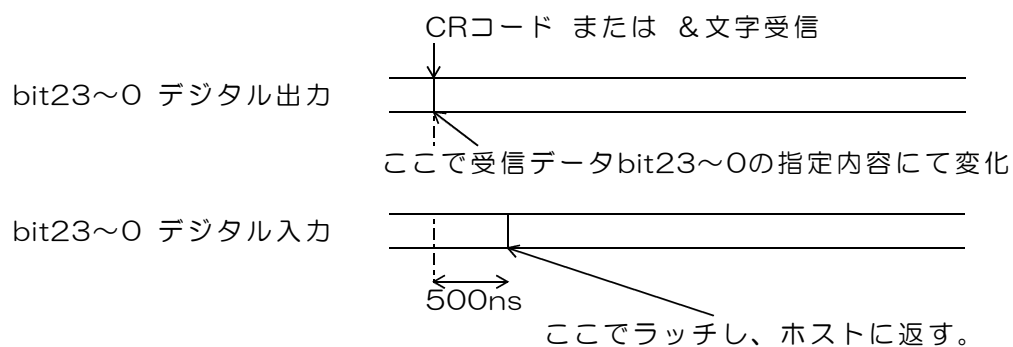 CRコード または &文字受信
bit23～0 デジタル出力
ここで受信データbit23～0の指定内容にて変化
bit23～0 デジタル入力
500ns
ここでラッチし、ホストに返す。